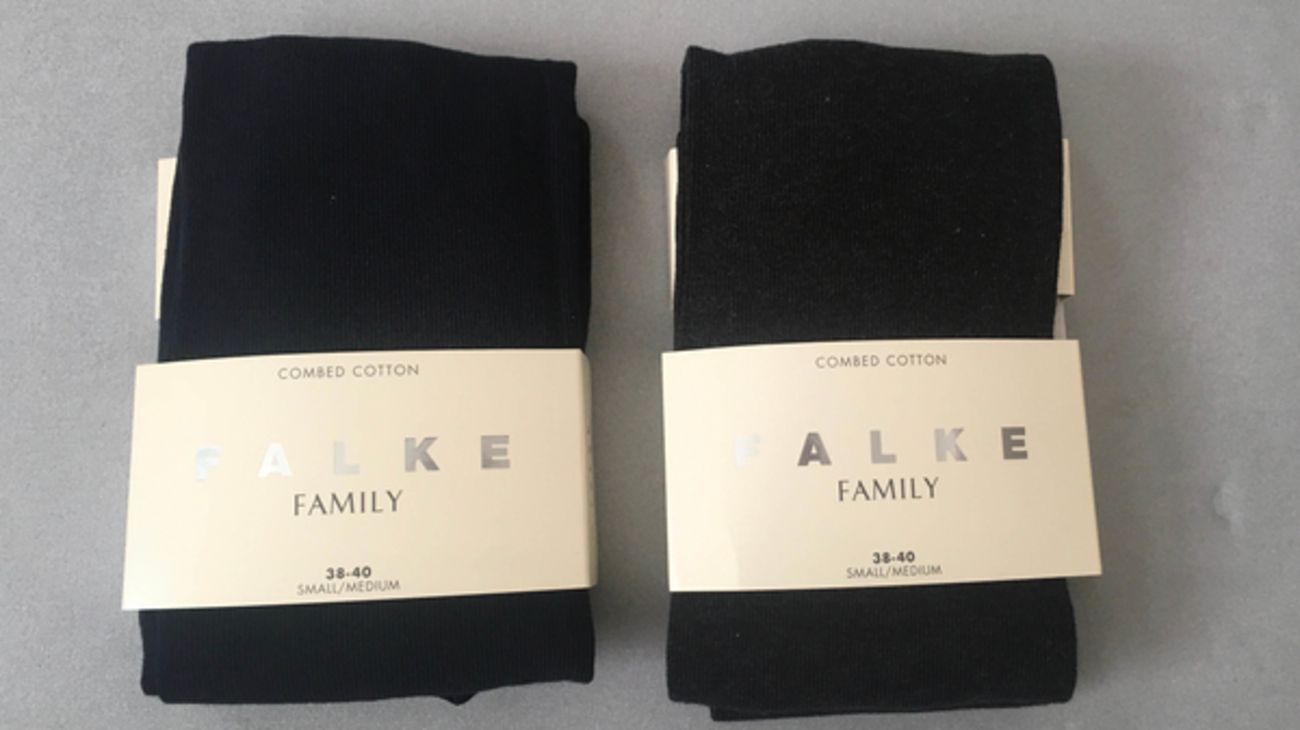 COMBED COTTON
FALKE
FAMILY
38-40
SMALL/MEDIUM
COMBED COTTON
FALKE
FAMILY
38-40
SMALL/MEDIUM